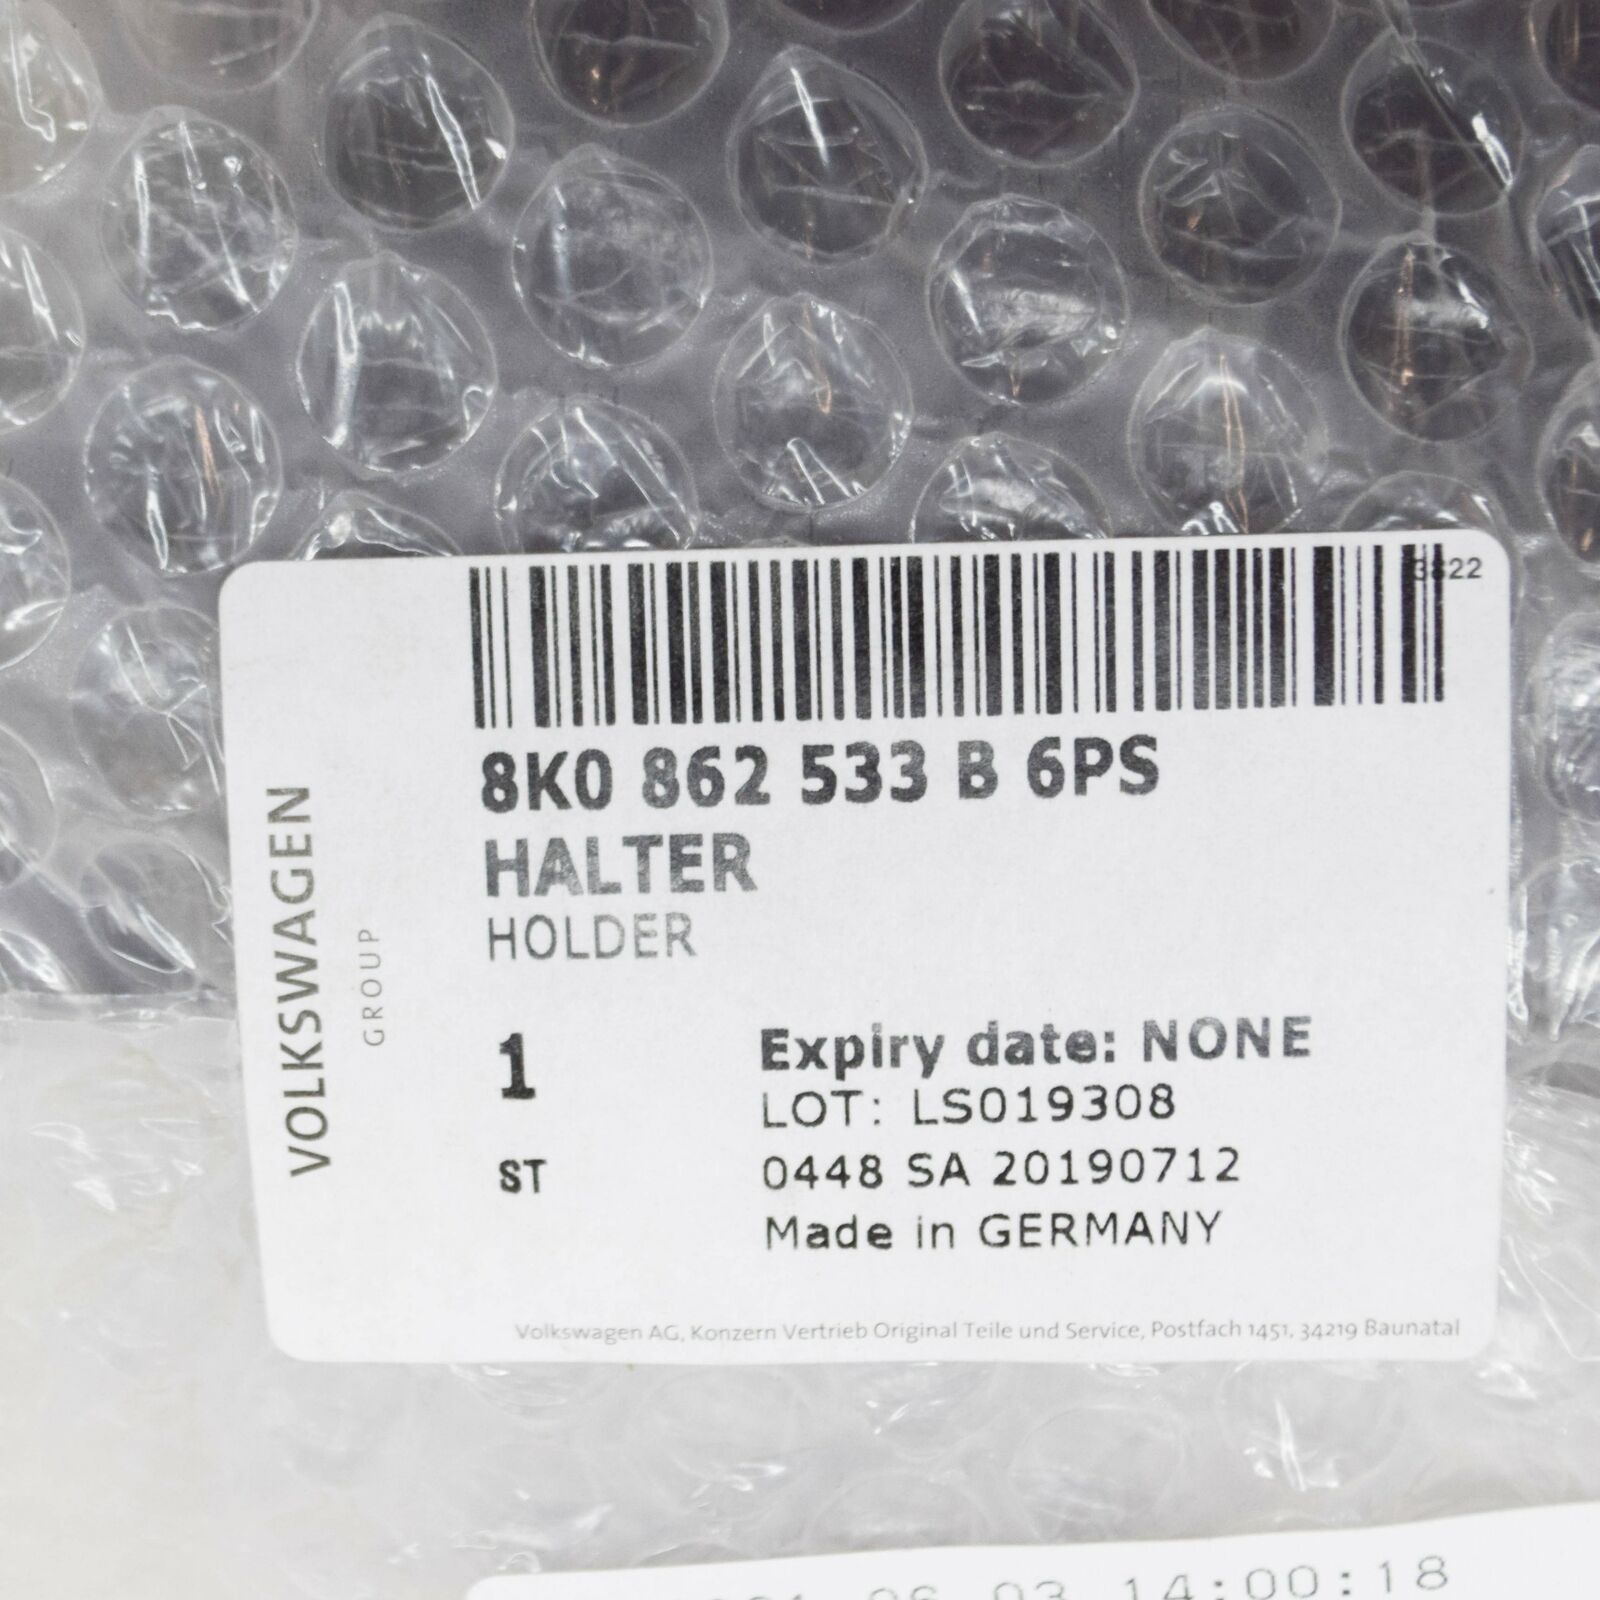 3822
8K0 862 533 B 6PS
HALTER
HOLDER
VOLKSWAGEN
GROUP
1
ST
Expiry date: NONE
LOT: LS019308
0448 SA 20190712
Made in GERMANY
Volkswagen AG, Konzern Vertrieb Original Teile und Service, Postfach 1451, 34219 Baunatal
14:00:18